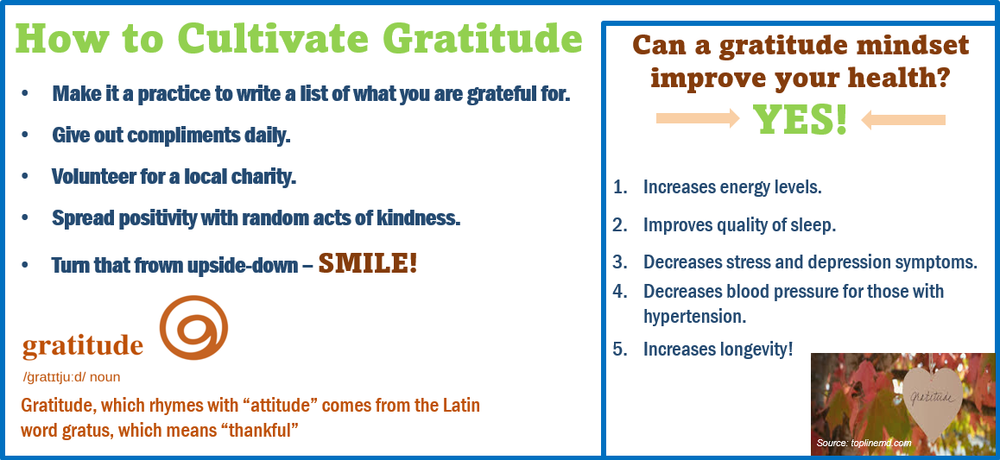 How to Cultivate Gratitude
• Make it a practice to write a list of what you are grateful for.
• Give out compliments daily.
• Volunteer for a local charity.
• Spread positivity with random acts of kindness.
• Turn that frown upside-down – SMILE!
gratitude
/ˈɡratɪtjuːd/ noun
Gratitude, which rhymes with “attitude” comes from the Latin
word gratus, which means “thankful”
Can a gratitude mindset
improve your health?
YES!
1. Increases energy levels.
2. Improves quality of sleep.
3. Decreases stress and depression symptoms.
4. Decreases blood pressure for those with
hypertension.
5. Increases longevity!
gratitude
Source: toplinemd.com